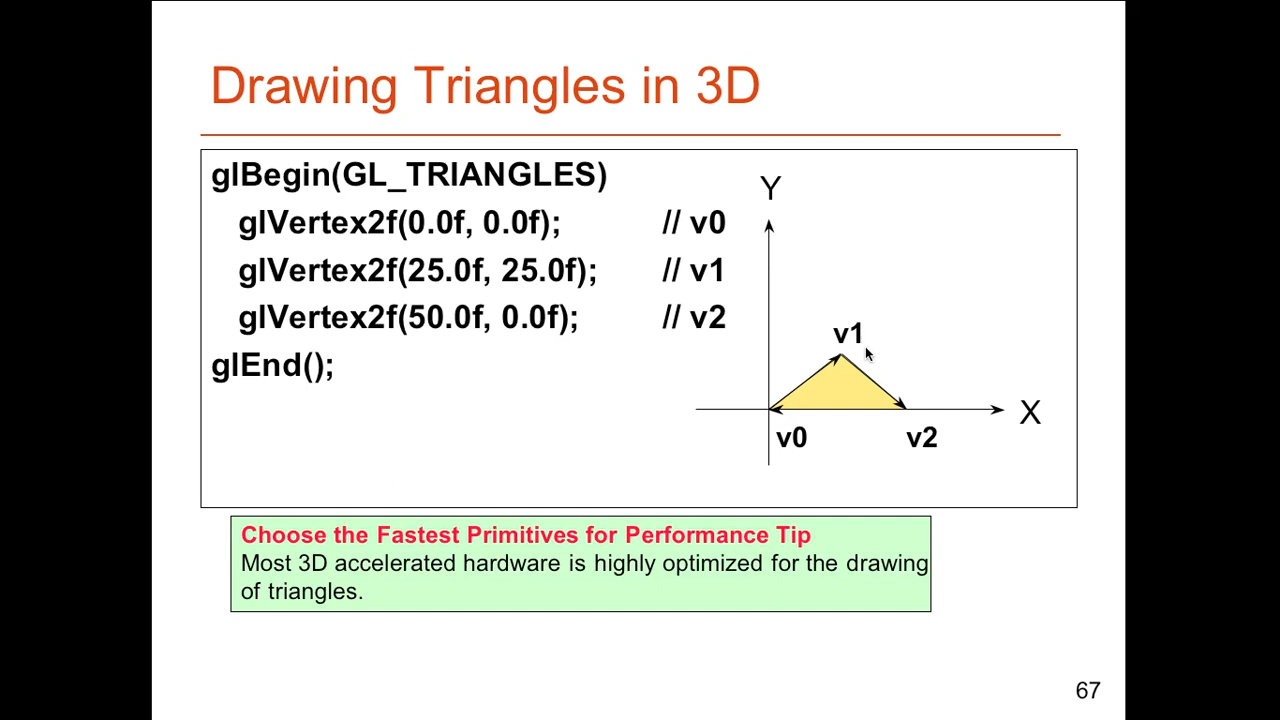 Drawing Triangles in 3D
glBegin(GL_TRIANGLES)
glVertex2f(0.0f, 0.0f); // v0
glVertex2f(25.0f, 25.0f); // v1
glVertex2f(50.0f, 0.0f); // v2
glEnd();
Y
v1
X
v0 v2
Choose the Fastest Primitives for Performance Tip
Most 3D accelerated hardware is highly optimized for the drawing
of triangles.
67